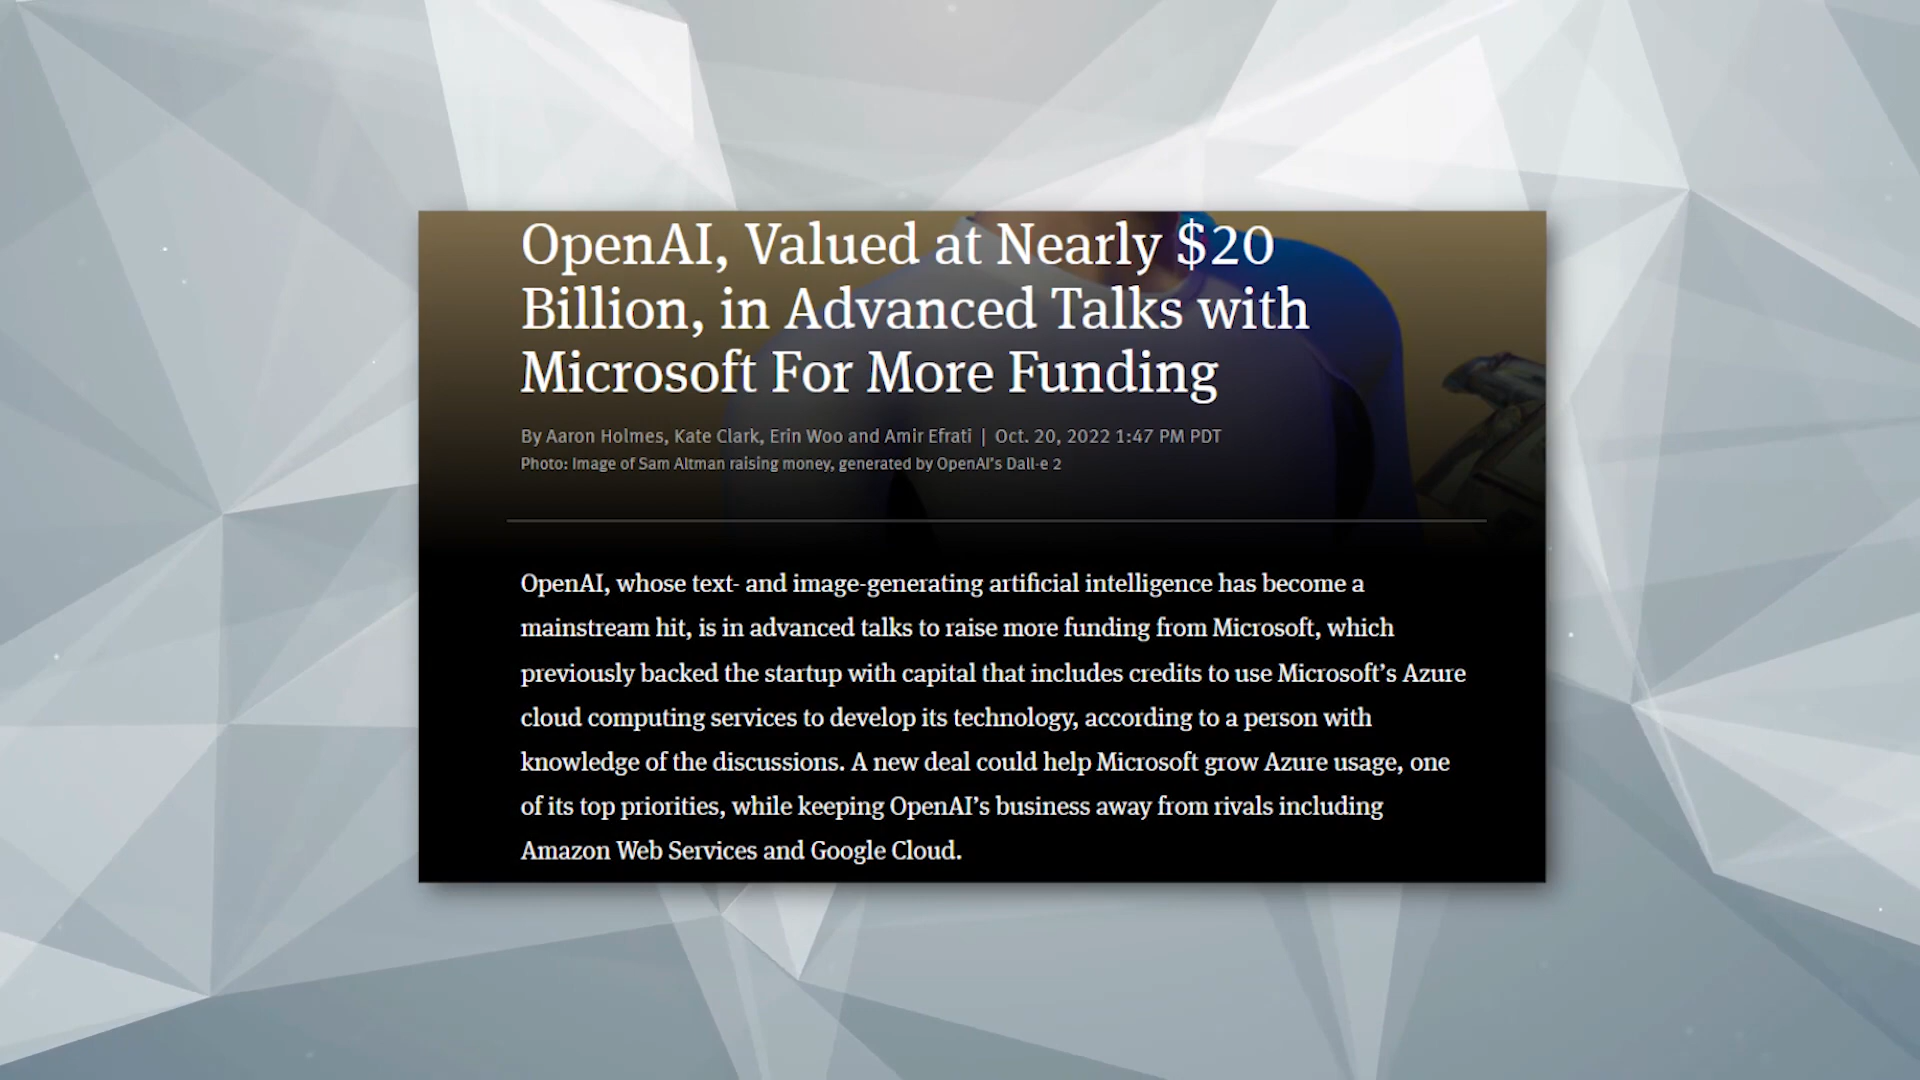 OpenAI, Valued at Nearly $20
Billion, in Advanced Talks with
Microsoft For More Funding
By Aaron Holmes, Kate Clark, Erin Woo and Amir Efrati | Oct. 20, 2022 1:47 PM PDT
Photo: Image of Sam Altman raising money, generated by OpenAI's Dall-e 2
OpenAI, whose text- and image-generating artificial intelligence has become a
mainstream hit, is in advanced talks to raise more funding from Microsoft, which
previously backed the startup with capital that includes credits to use Microsoft’s Azure
cloud computing services to develop its technology, according to a person with
knowledge of the discussions. A new deal could help Microsoft grow Azure usage, one
of its top priorities, while keeping OpenAI’s business away from rivals including
Amazon Web Services and Google Cloud.